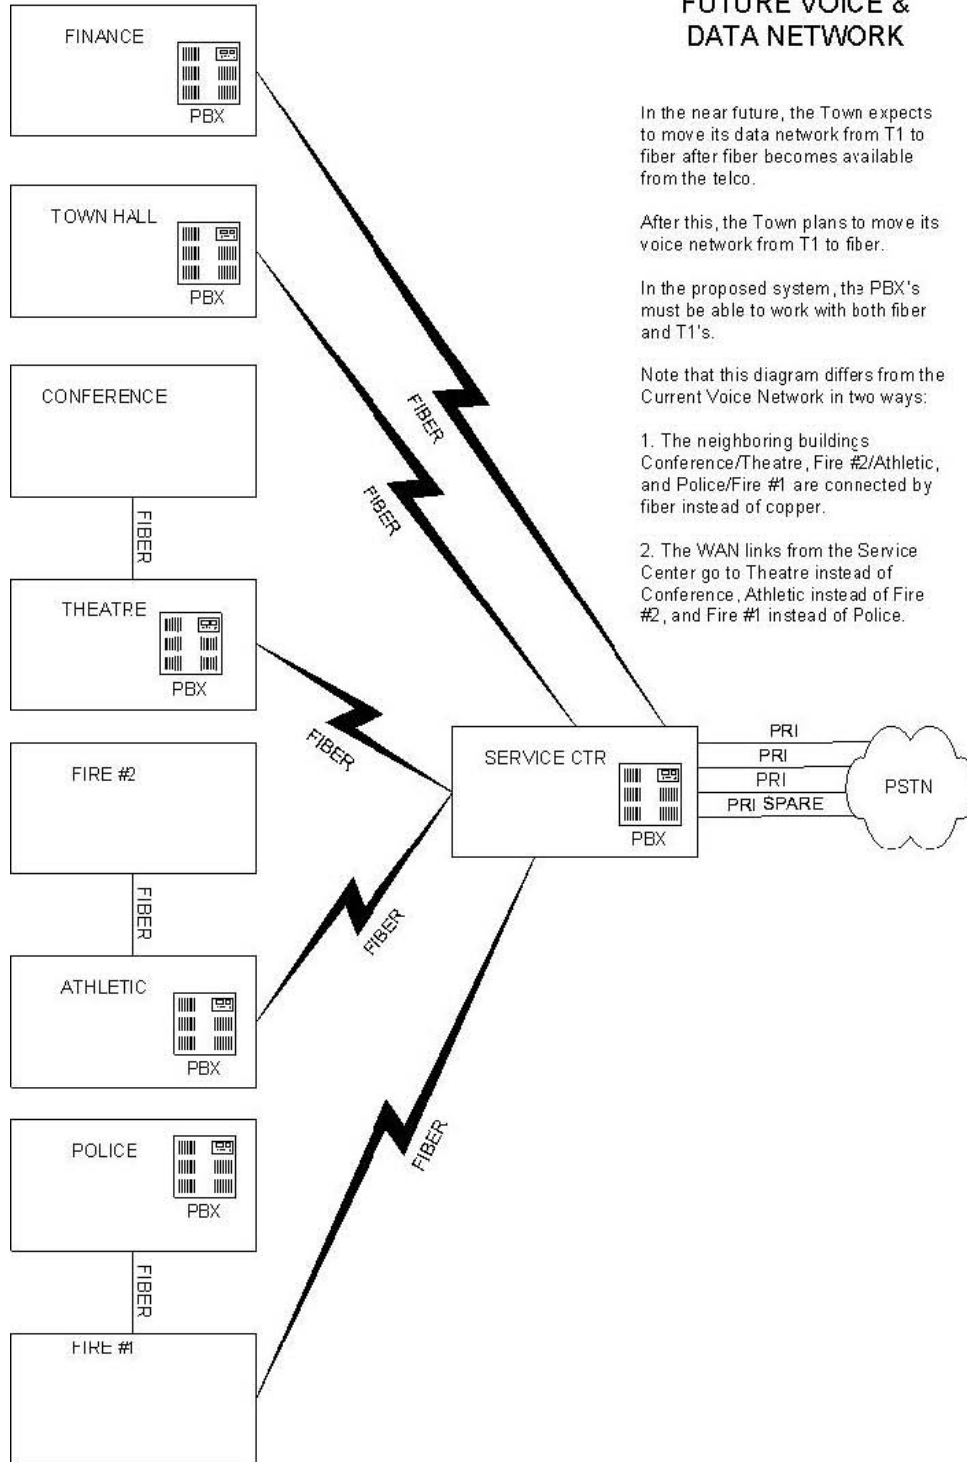 FUTURE VOICE &
DATA NETWORK
In the near future, the Town expects
to move its data network from T1 to
fiber after fiber becomes available
from the telco.
After this, the Town plans to move its
voice network from T1 to fiber.
In the proposed system, the PBX's
must be able to work with both fiber
and T1's.
Note that this diagram differs from the
Current Voice Network in two ways:
1. The neighboring buildings
Conference/Theatre, Fire #2/Athletic,
and Police/Fire #1 are connected by
fiber instead of copper.
2. The WAN links from the Service
Center go to Theatre instead of
Conference, Athletic instead of Fire
#2, and Fire #1 instead of Police.
FINANCE
PBX
TOWN HALL
PBX
CONFERENCE
FIBER
THEATRE
PBX
FIRE #2
FIBER
ATHLETIC
PBX
POLICE
PBX
FIBER
FIRE #1
FIBER
FIBER
FIBER
FIBER
FIBER
SERVICE CTR
PBX
PRI
PRI
PRI
PRI SPARE
PSTN